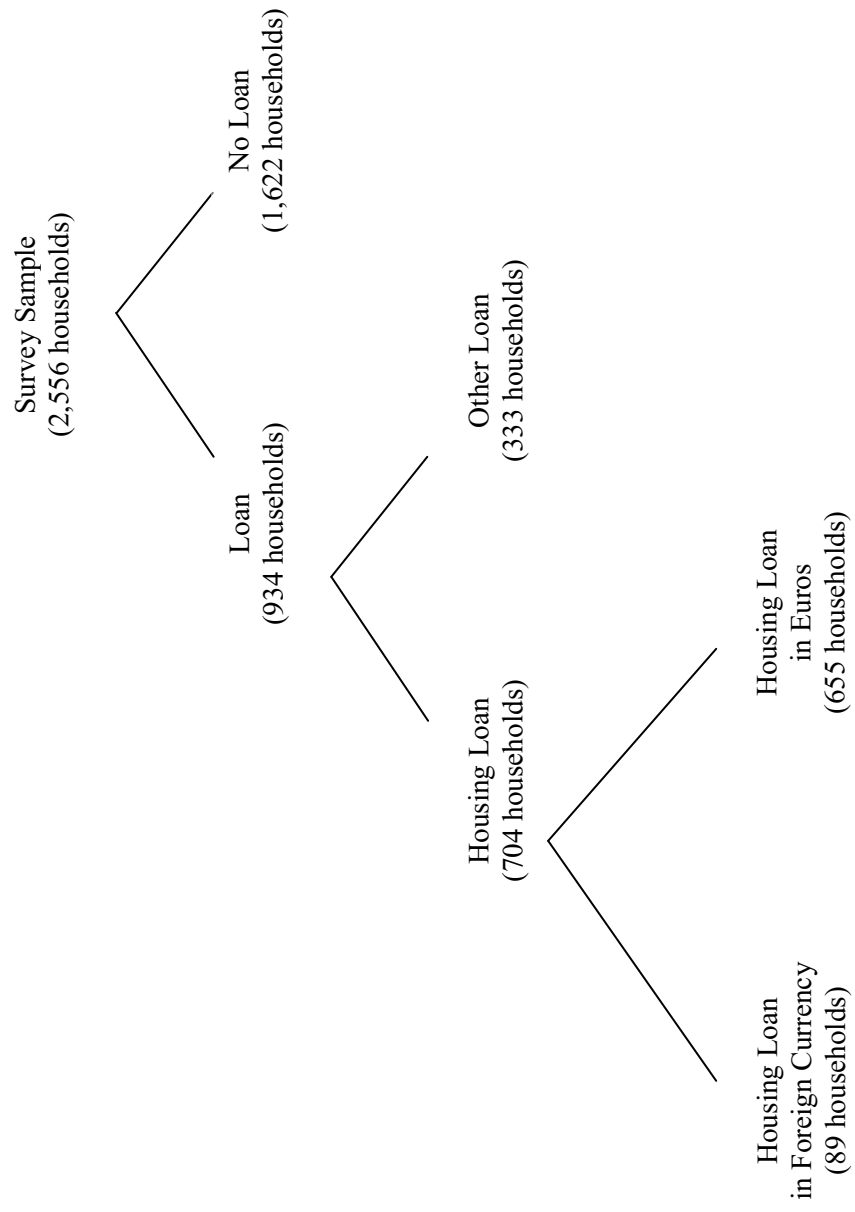 Survey Sample
(2,556 households)
Loan
(934 households)
No Loan
(1,622 households)
Housing Loan
(704 households)
Other Loan
(333 households)
Housing Loan
in Foreign Currency
(89 households)
Housing Loan
in Euros
(655 households)